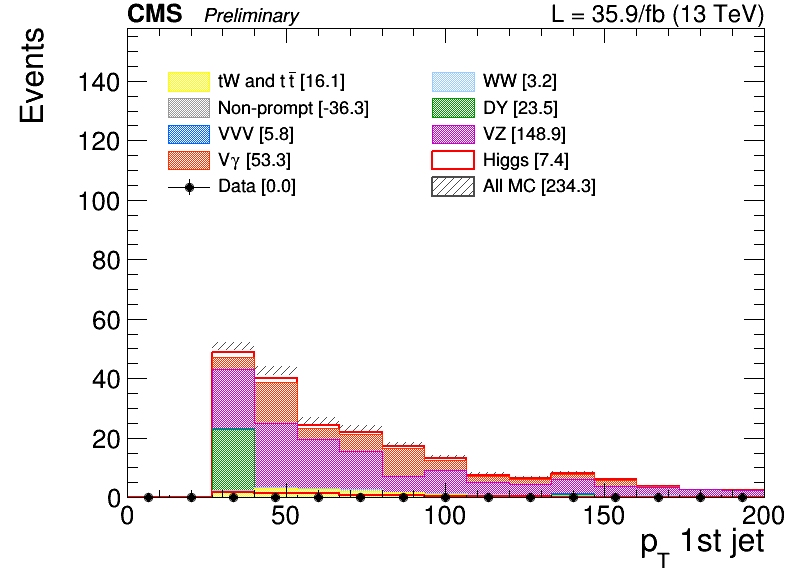 CMS Preliminary L = 35.9/fb (13 TeV)
Events
140
120
100
80
60
40
20
0
tW and t t̄ [16.1] WW [3.2]
Non-prompt [-36.3] DY [23.5]
VVV [5.8] VZ [148.9]
Vγ [53.3] Higgs [7.4]
Data [0.0] All MC [234.3]
0 50 100 150 200
p_T 1st jet